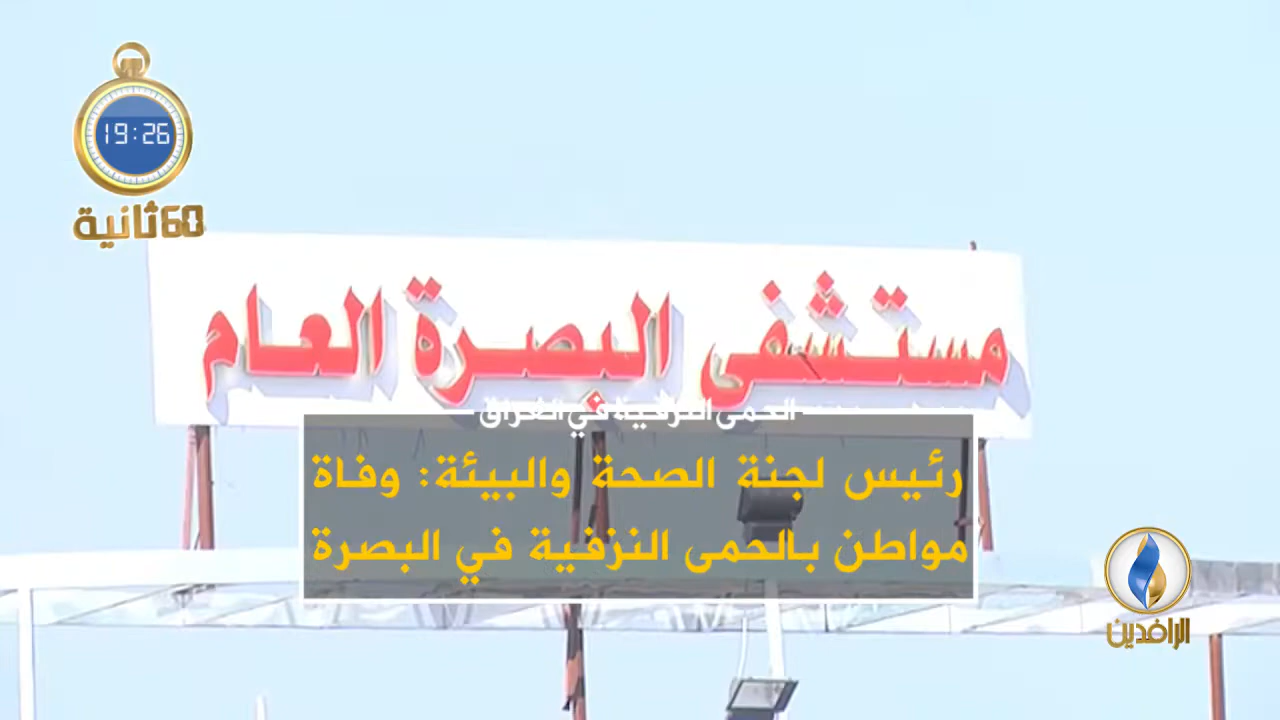 19:26
60ثانية
مستشفى البصرة العام
الحمى النزفية في العراق
رئيس لجنة الصحة والبيئة: وفاة
مواطن بالحمى النزفية في البصرة
الرافدين